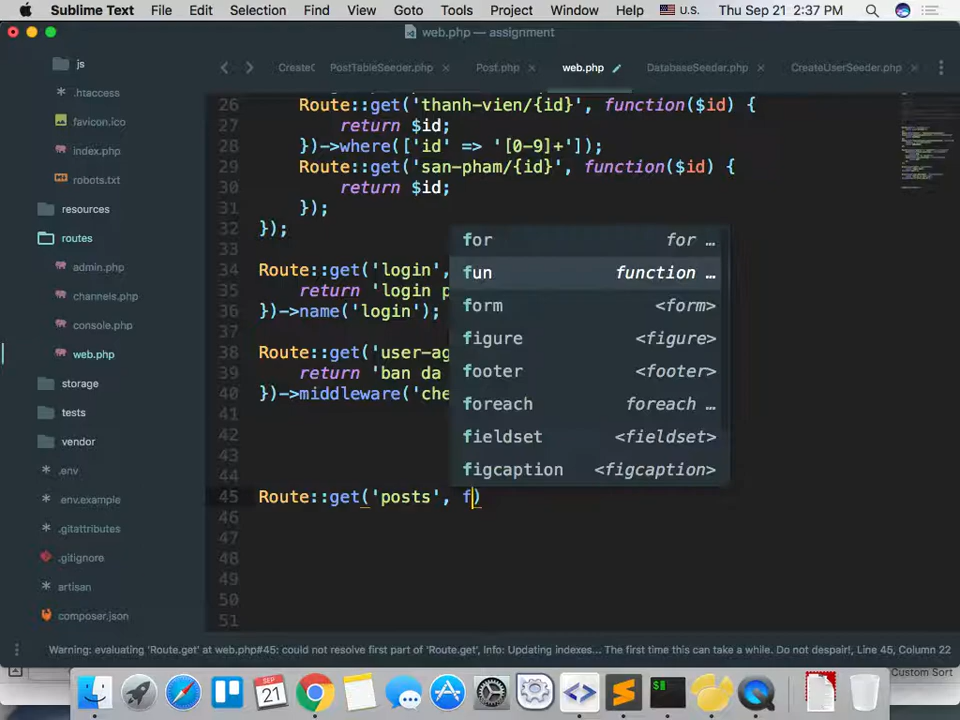 Sublime Text File Edit Selection Find View Goto Tools Project Window Help U.S. Thu Sep 21 2:37 PM
web.php — assignment
Create PostTableSeeder.php × Post.php × web.php DatabaseSeeder.php × CreateUserSeeder.php ×
js
.htaccess
favicon.ico
index.php
robots.txt
resources
routes
admin.php
channels.php
console.php
web.php
storage
tests
vendor
.env
.env.example
.gitattributes
.gitignore
artisan
composer.json
26 Route::get('thanh-vien/{id}', function($id) {
27 return $id;
28 })->where(['id' => '[0-9]+']);
29 Route::get('san-pham/{id}', function($id) {
30 return $id;
31 });
32 });
33
34 Route::get('login',
35 return 'login p
36 })->name('login');
37
38 Route::get('user-ag
39 return 'ban da
40 })->middleware('che
41
42
43
44
45 Route::get('posts', f)
46
47
48
49
50
51
for for …
fun function …
form <form>
figure <figure>
footer <footer>
foreach foreach …
fieldset <fieldset>
figcaption <figcaption>
Warning: evaluating 'Route.get' at web.php#45: could not resolve first part of 'Route.get', Info: Updating indexes... The first time this can take a while. Do not despair!, Line 45, Column 22
Custom Sort
SEP
21